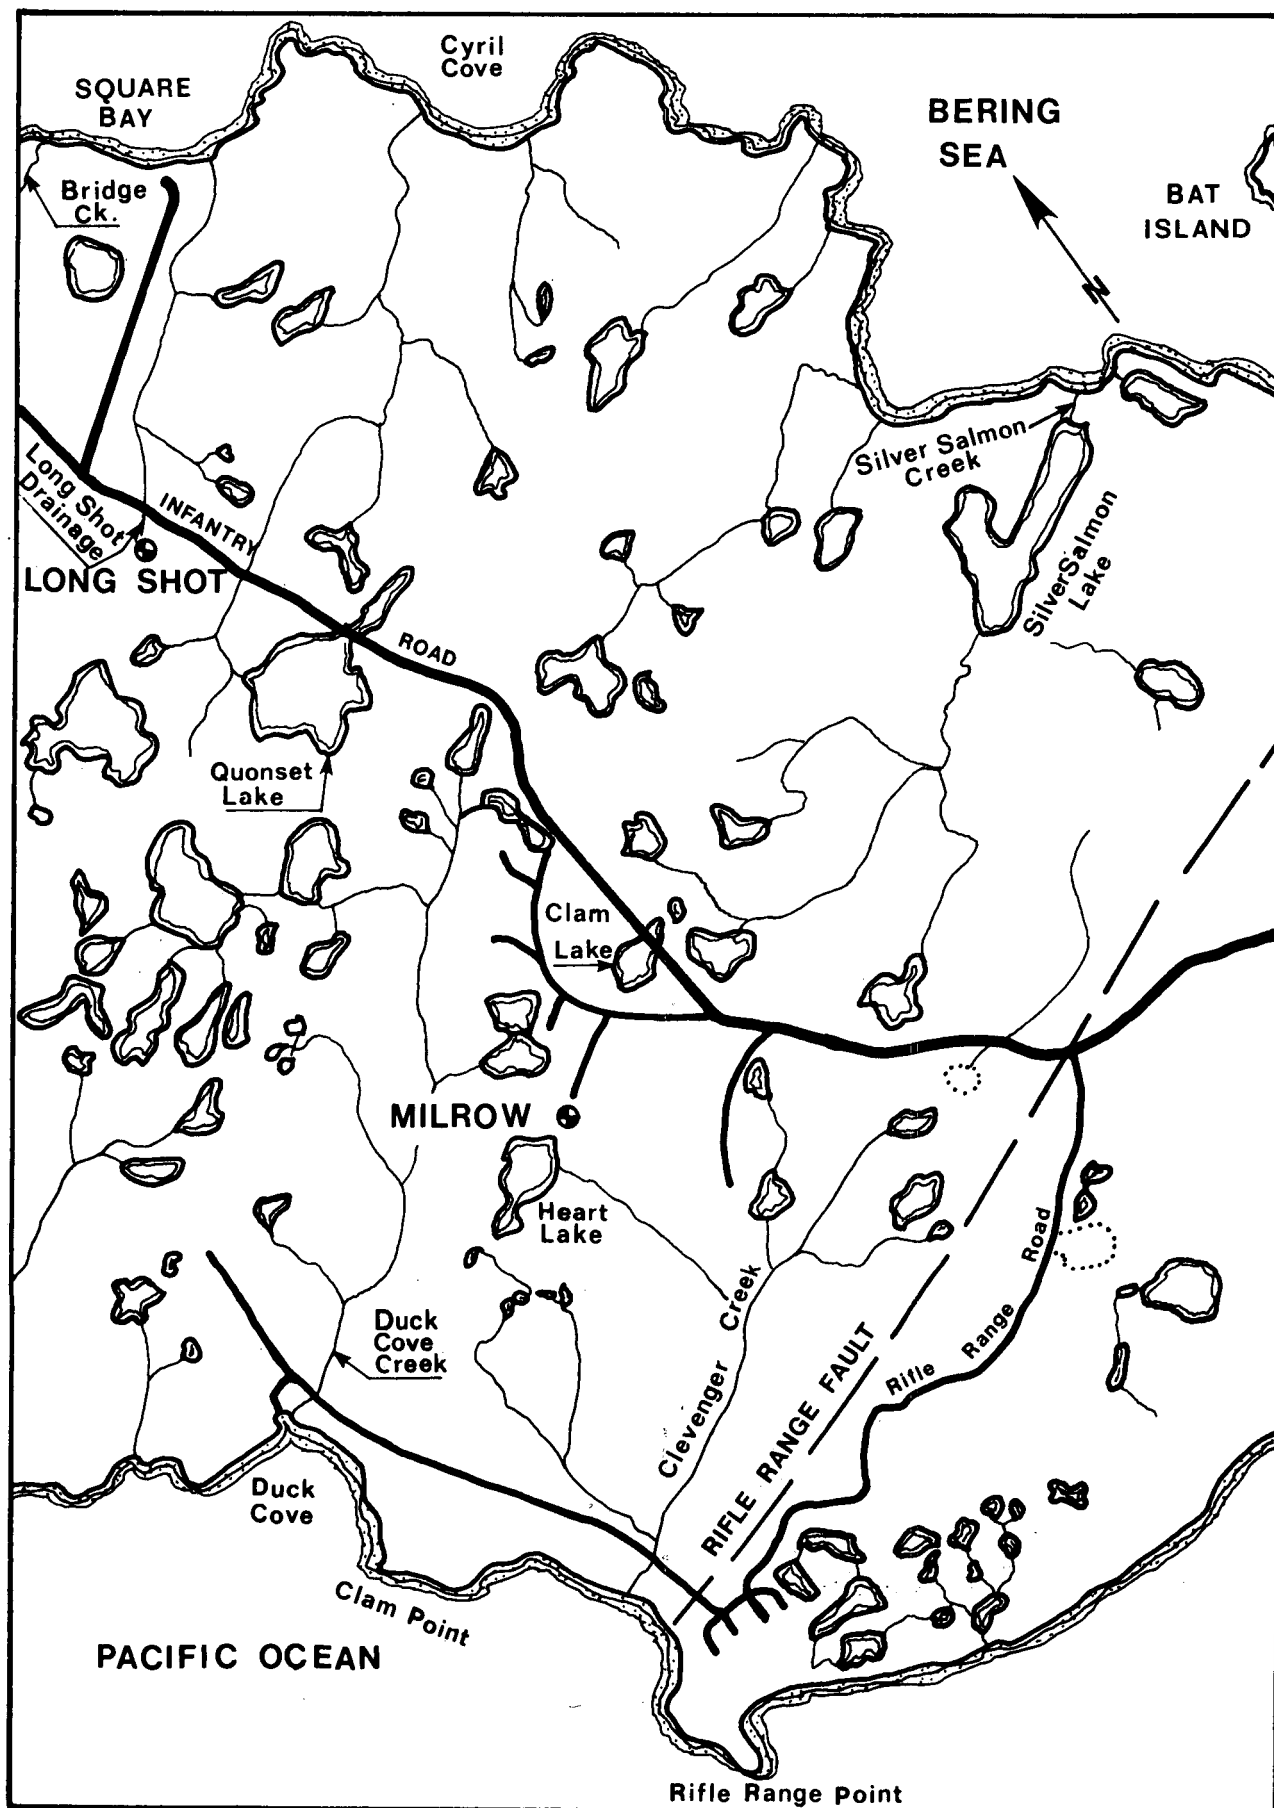 Cyril
Cove
SQUARE
BAY
BERING
SEA
BAT
ISLAND
Bridge
Ck.
N
Silver Salmon
Creek
Long Shot
Drainage
INFANTRY
LONG SHOT
SilverSalmon
Lake
ROAD
Quonset
Lake
Clam
Lake
MILROW
Heart
Lake
Road
Creek
Duck
Cove
Creek
Range
Rifle
Clevenger
RIFLE RANGE FAULT
Duck
Cove
Clam Point
PACIFIC OCEAN
Rifle Range Point